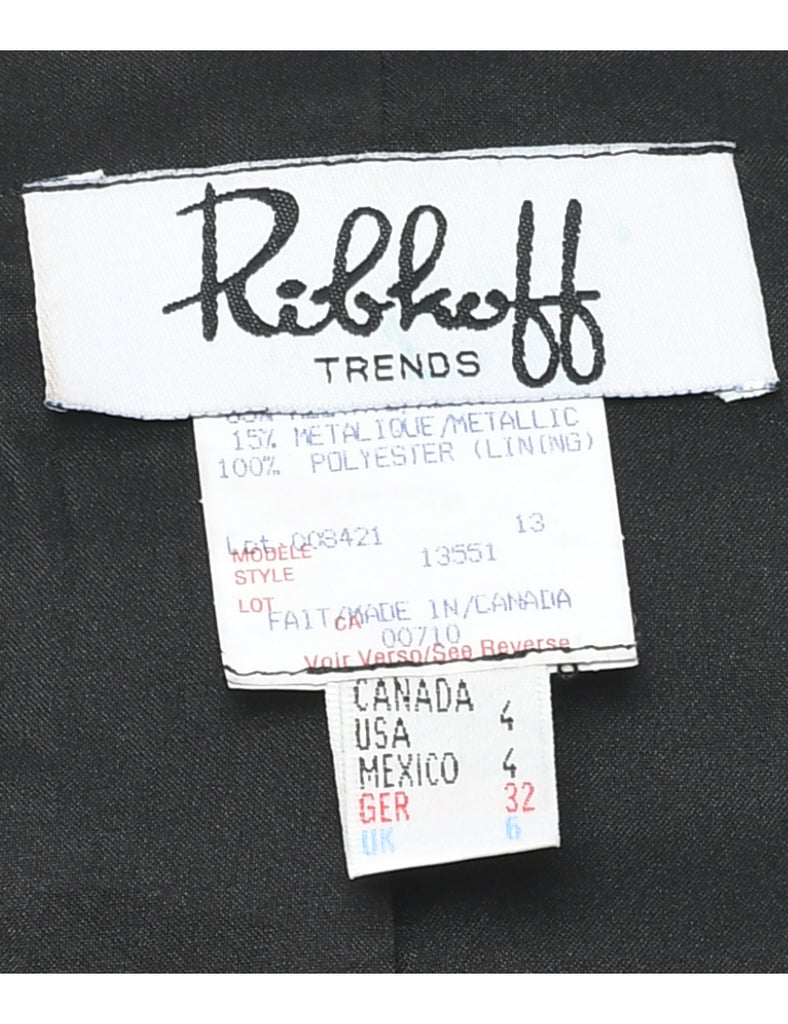 Ribkoff
TRENDS
15% METALIQUE/METALLIC
100% POLYESTER (LINING)
13
Lot 008421
MODÈLE
13551
STYLE
LOT
FAIT/MADE IN/CANADA
CA
00710
Voir Verso/See Reverse
CANADA
USA 4
MEXICO 4
GER 32
UK 6